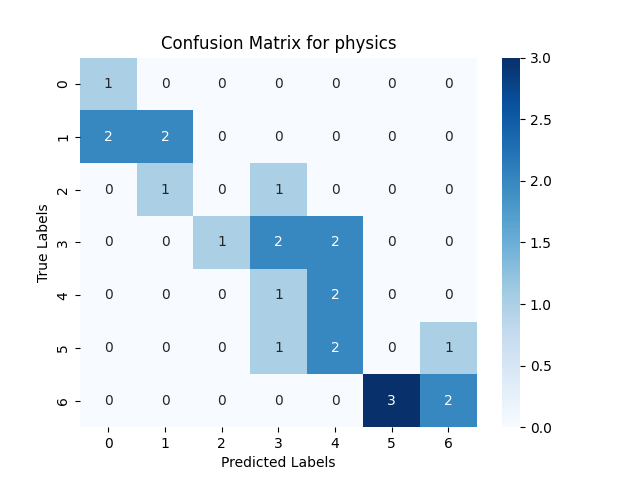 Confusion Matrix for physics
0 1 0 0 0 0 0 0
1 2 2 0 0 0 0 0
2 0 1 0 1 0 0 0
3 0 0 1 2 2 0 0
4 0 0 0 1 2 0 0
5 0 0 0 1 2 0 1
6 0 0 0 0 0 3 2
0 1 2 3 4 5 6
True Labels
Predicted Labels
3.0
2.5
2.0
1.5
1.0
0.5
0.0